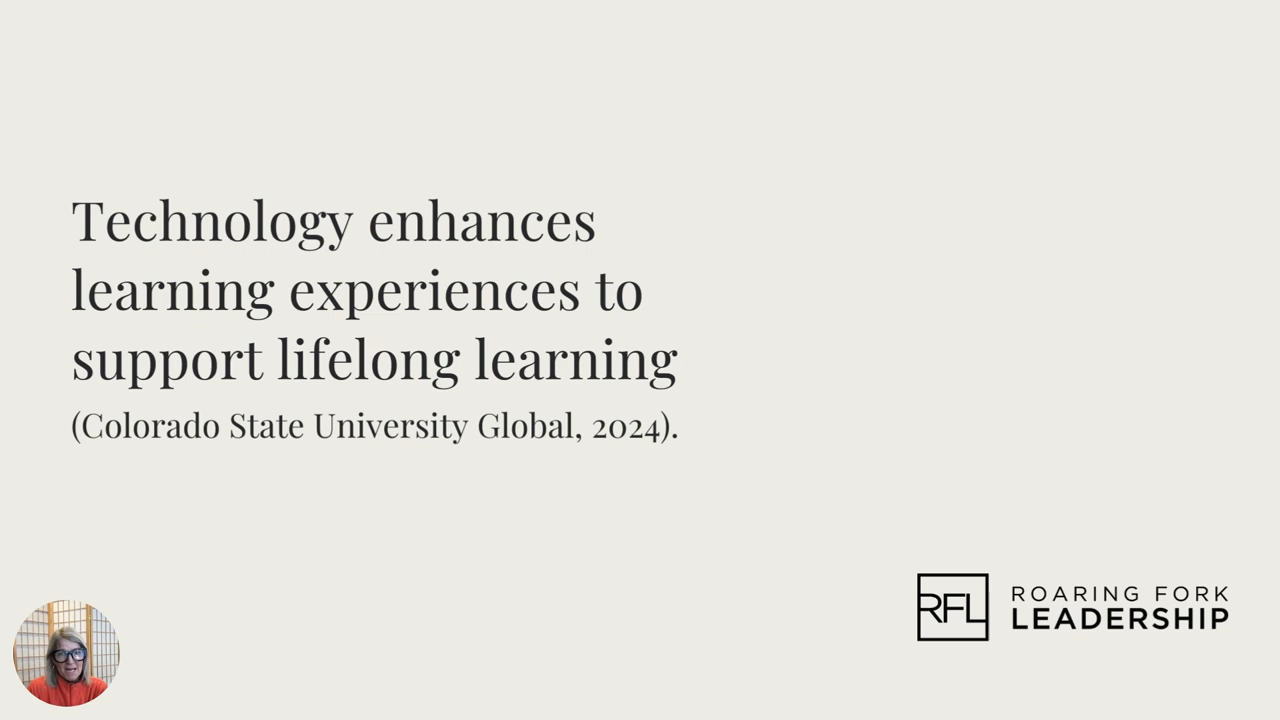 Technology enhances
learning experiences to
support lifelong learning
(Colorado State University Global, 2024).
RFL
ROARING FORK
LEADERSHIP